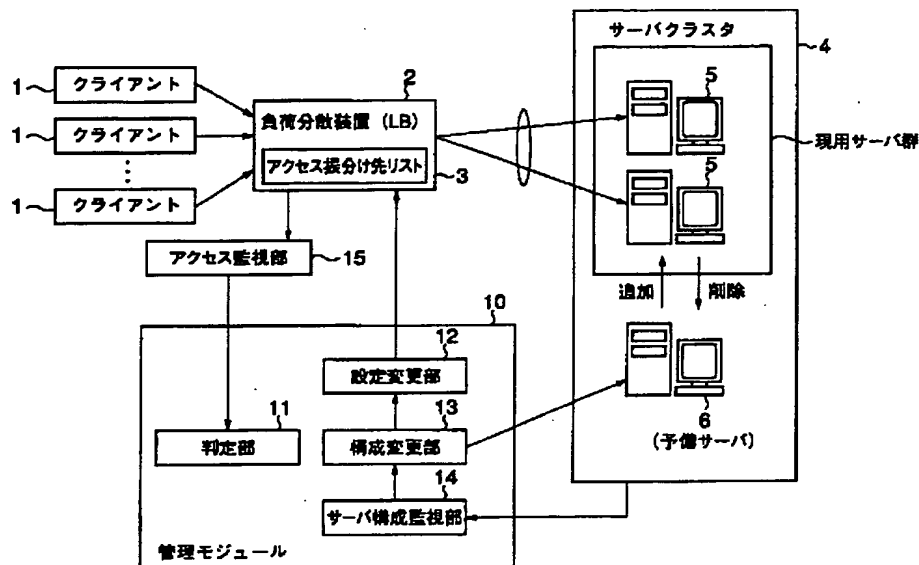 サーバクラスタ
4
1
クライアント
2
負荷分散装置 (LB)
5
1
クライアント
アクセス振分け先リスト
3
現用サーバ群
5
1
クライアント
アクセス監視部
15
追加
削除
10
12
設定変更部
11
13
6
判定部
構成変更部
(予備サーバ)
14
サーバ構成監視部
管理モジュール